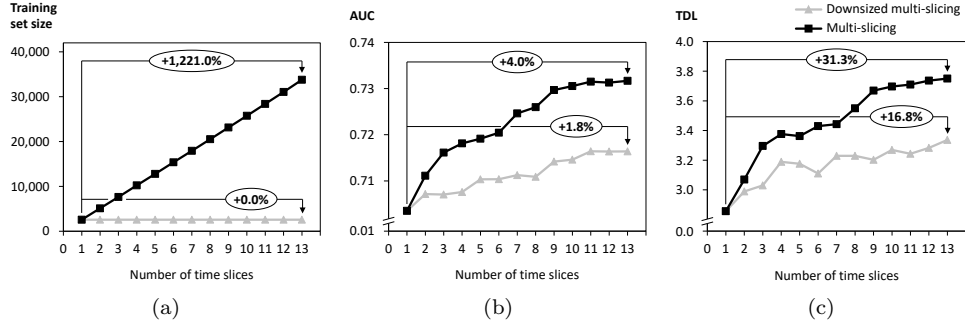 Training
set size
40,000
30,000
20,000
10,000
0
+1,221.0%
+0.0%
0 1 2 3 4 5 6 7 8 9 10 11 12 13
Number of time slices
(a)
AUC
0.74
0.73
0.72
0.71
0.01
+4.0%
+1.8%
0 1 2 3 4 5 6 7 8 9 10 11 12 13
Number of time slices
(b)
TDL
Downsized multi-slicing
Multi-slicing
4.0
3.8
3.6
3.4
3.2
3.0
0.0
+31.3%
+16.8%
0 1 2 3 4 5 6 7 8 9 10 11 12 13
Number of time slices
(c)